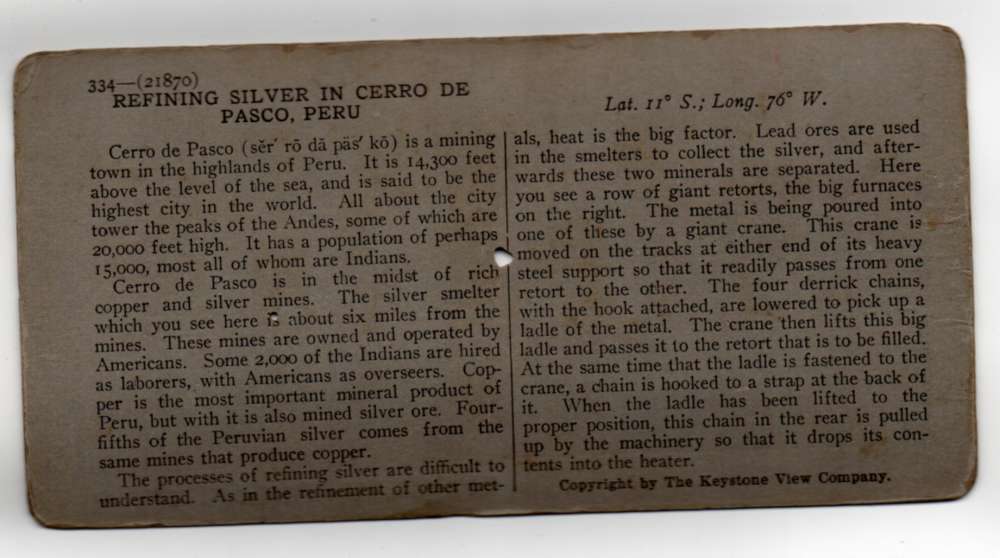 334—(21870)
REFINING SILVER IN CERRO DE
PASCO, PERU
Lat. 11° S.; Long. 76° W.
Cerro de Pasco (sĕr′ rō dä päs′ kō) is a mining
town in the highlands of Peru. It is 14,300 feet
above the level of the sea, and is said to be the
highest city in the world. All about the city
tower the peaks of the Andes, some of which are
20,000 feet high. It has a population of perhaps
15,000, most all of whom are Indians.
Cerro de Pasco is in the midst of rich
copper and silver mines. The silver smelter
which you see here is about six miles from the
mines. These mines are owned and operated by
Americans. Some 2,000 of the Indians are hired
as laborers, with Americans as overseers. Cop-
per is the most important mineral product of
Peru, but with it is also mined silver ore. Four-
fifths of the Peruvian silver comes from the
same mines that produce copper.
The processes of refining silver are difficult to
understand. As in the refinement of other met-
als, heat is the big factor. Lead ores are used
in the smelters to collect the silver, and after-
wards these two minerals are separated. Here
you see a row of giant retorts, the big furnaces
on the right. The metal is being poured into
one of these by a giant crane. This crane is
moved on the tracks at either end of its heavy
steel support so that it readily passes from one
retort to the other. The four derrick chains,
with the hook attached, are lowered to pick up a
ladle of the metal. The crane then lifts this big
ladle and passes it to the retort that is to be filled.
At the same time that the ladle is fastened to the
crane, a chain is hooked to a strap at the back of
it. When the ladle has been lifted to the
proper position, this chain in the rear is pulled
up by the machinery so that it drops its con-
tents into the heater.
Copyright by The Keystone View Company.